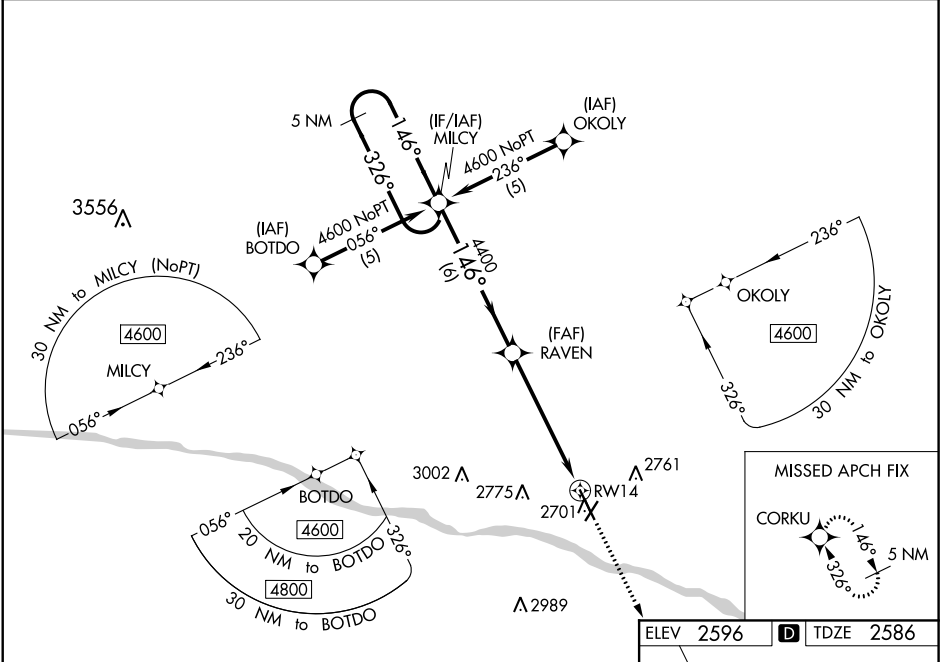 5 NM
146°
326°
(IF/IAF)
MILCY
(IAF)
OKOLY
4600 NoPT
236°
(5)
3556
(IAF)
BOTDO
4600 NoPT
056°
(5)
4400
146°
(6)
(FAF)
RAVEN
30 NM to MILCY (NoPT)
4600
MILCY
236°
056°
236°
OKOLY
4600
326°
30 NM to OKOLY
3002
2775
2761
RW14
2701
BOTDO
056°
4600
326°
20 NM to BOTDO
4800
30 NM to BOTDO
2989
MISSED APCH FIX
CORKU
146°
326°
5 NM
ELEV 2596 D TDZE 2586